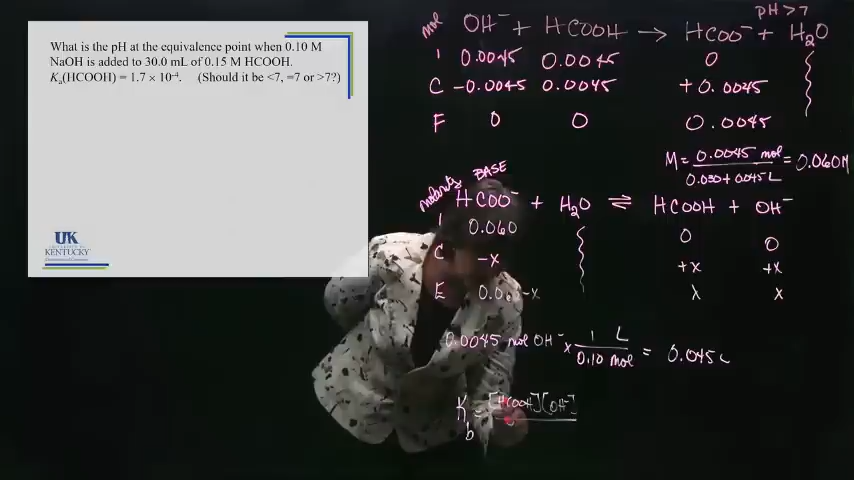 What is the pH at the equivalence point when 0.10 M
NaOH is added to 30.0 mL of 0.15 M HCOOH.
Ka(HCOOH) = 1.7 × 10⁻⁴. (Should it be <7, =7 or >7?)
UK
KENTUCKY
pH > 7
mol OH⁻ + HCOOH → HCOO⁻ + H₂O
I 0.0045 0.0045 0
C -0.0045 0.0045 +0.0045
F 0 0 0.0045
M = 0.0045 mol / 0.030 + 0.045 L = 0.060M
BASE
molarity HCOO⁻ + H₂O ⇌ HCOOH + OH⁻
I 0.060 0 0
C -x +x +x
E 0.0 -x x x
0.0045 mol OH⁻ x 1 L / 0.10 mol = 0.045 L
Kb = [HCOOH][OH⁻]